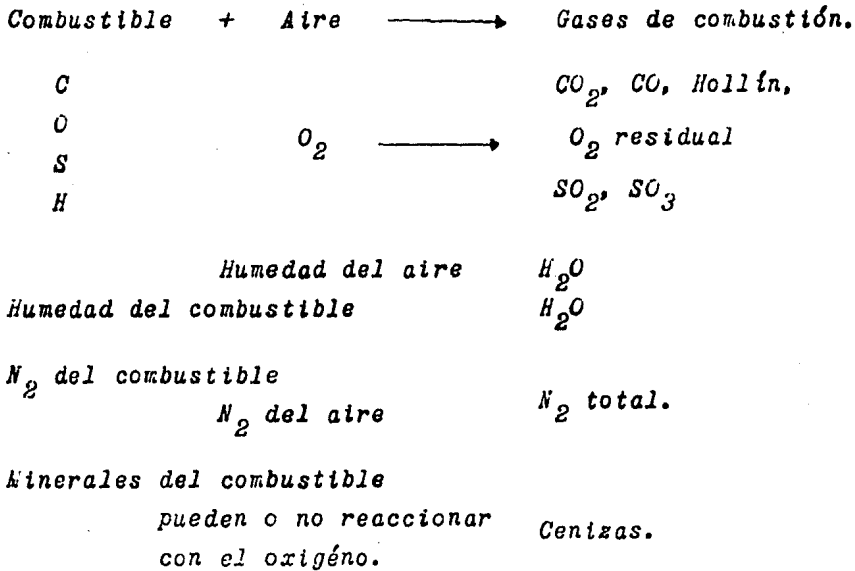 Combustible + Aire ⟶ Gases de combustión.
C CO₂, CO, Hollín,
O O₂ ⟶ O₂ residual
S
H SO₂, SO₃
Humedad del aire H₂O
Humedad del combustible H₂O
N₂ del combustible
N₂ del aire N₂ total.
Minerales del combustible
pueden o no reaccionar Cenizas.
con el oxigéno.